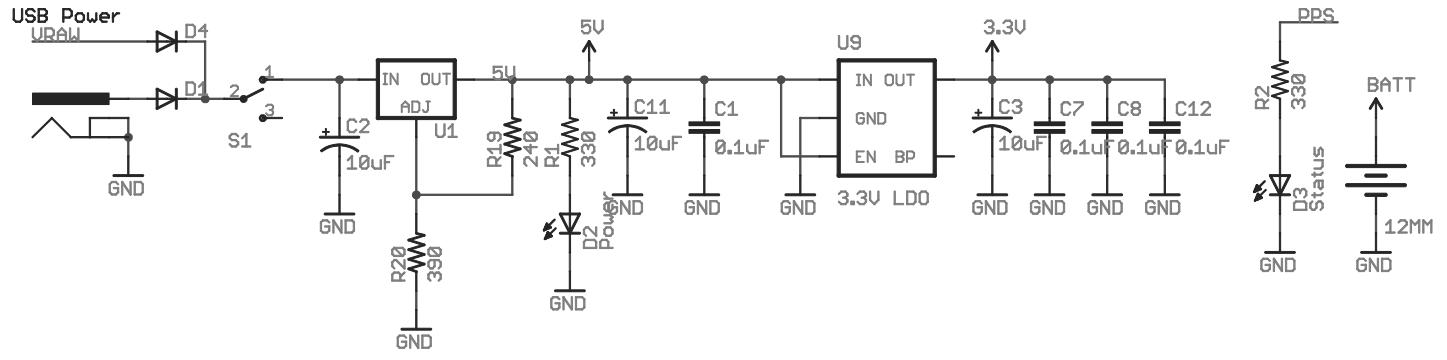 USB Power
VRAW
D4
D1
1
2
3
S1
C2
10uF
GND
GND
IN OUT
ADJ
U1
5V
R19
240
R20
390
GND
5V
R1
330
D2
Power
GND
C11
10uF
GND
C1
0.1uF
GND
U9
IN OUT
GND
EN BP
3.3V LDO
GND
3.3V
C3
10uF
GND
C7
0.1uF
GND
C8
0.1uF
GND
C12
0.1uF
GND
PPS
R2
330
D3
Status
GND
BATT
12MM
GND